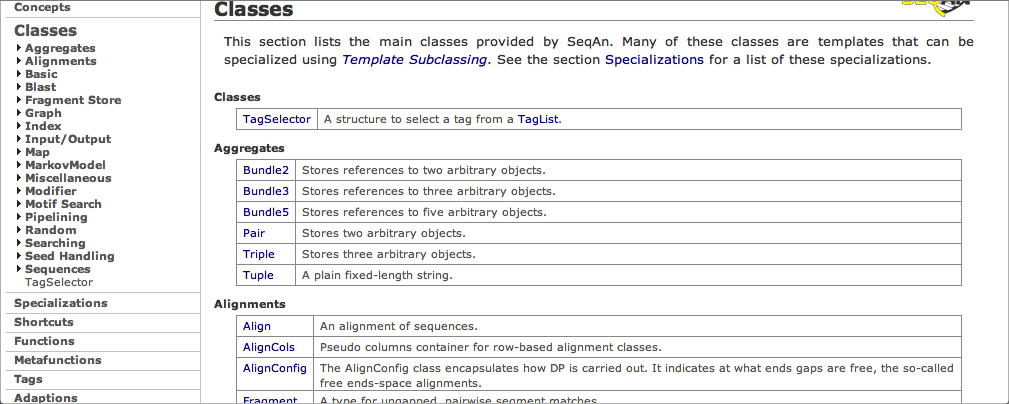 Concepts
Classes
Aggregates
Alignments
Basic
Blast
Fragment Store
Graph
Index
Input/Output
Map
MarkovModel
Miscellaneous
Modifier
Motif Search
Pipelining
Random
Searching
Seed Handling
Sequences
TagSelector
Specializations
Shortcuts
Functions
Metafunctions
Tags
Adaptions
Classes
This section lists the main classes provided by SeqAn. Many of these classes are templates that can be
specialized using Template Subclassing. See the section Specializations for a list of these specializations.
Classes
TagSelector A structure to select a tag from a TagList.
Aggregates
Bundle2 Stores references to two arbitrary objects.
Bundle3 Stores references to three arbitrary objects.
Bundle5 Stores references to five arbitrary objects.
Pair Stores two arbitrary objects.
Triple Stores three arbitrary objects.
Tuple A plain fixed-length string.
Alignments
Align An alignment of sequences.
AlignCols Pseudo columns container for row-based alignment classes.
AlignConfig The AlignConfig class encapsulates how DP is carried out. It indicates at what ends gaps are free, the so-called
free ends-space alignments.
Fragment A type for ungapped, pairwise segment matches.